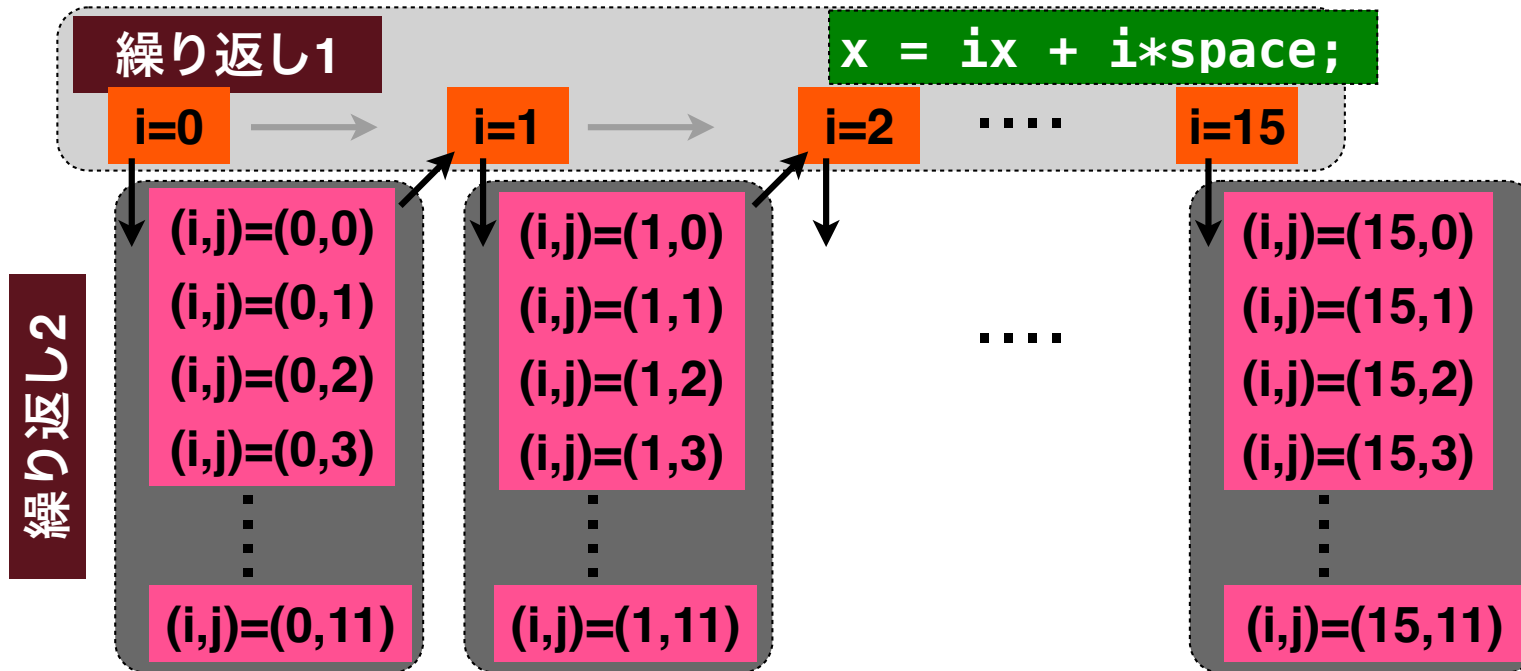 繰り返し1
x = ix + i*space;
i=0
i=1
i=2
····
i=15
繰り返し2
(i,j)=(0,0)
(i,j)=(0,1)
(i,j)=(0,2)
(i,j)=(0,3)
(i,j)=(0,11)
(i,j)=(1,0)
(i,j)=(1,1)
(i,j)=(1,2)
(i,j)=(1,3)
(i,j)=(1,11)
····
(i,j)=(15,0)
(i,j)=(15,1)
(i,j)=(15,2)
(i,j)=(15,3)
(i,j)=(15,11)